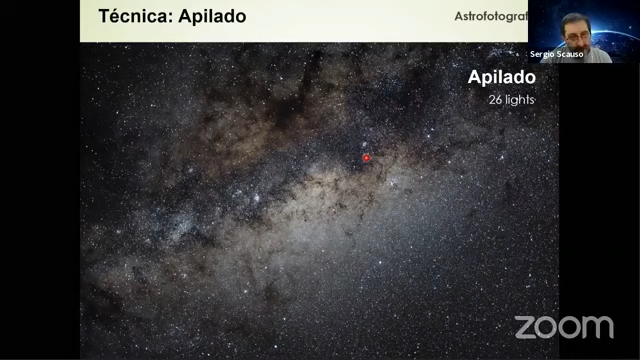 Técnica: Apilado
Astrofotograf
Sergio Scauso
Apilado
26 lights
zoom